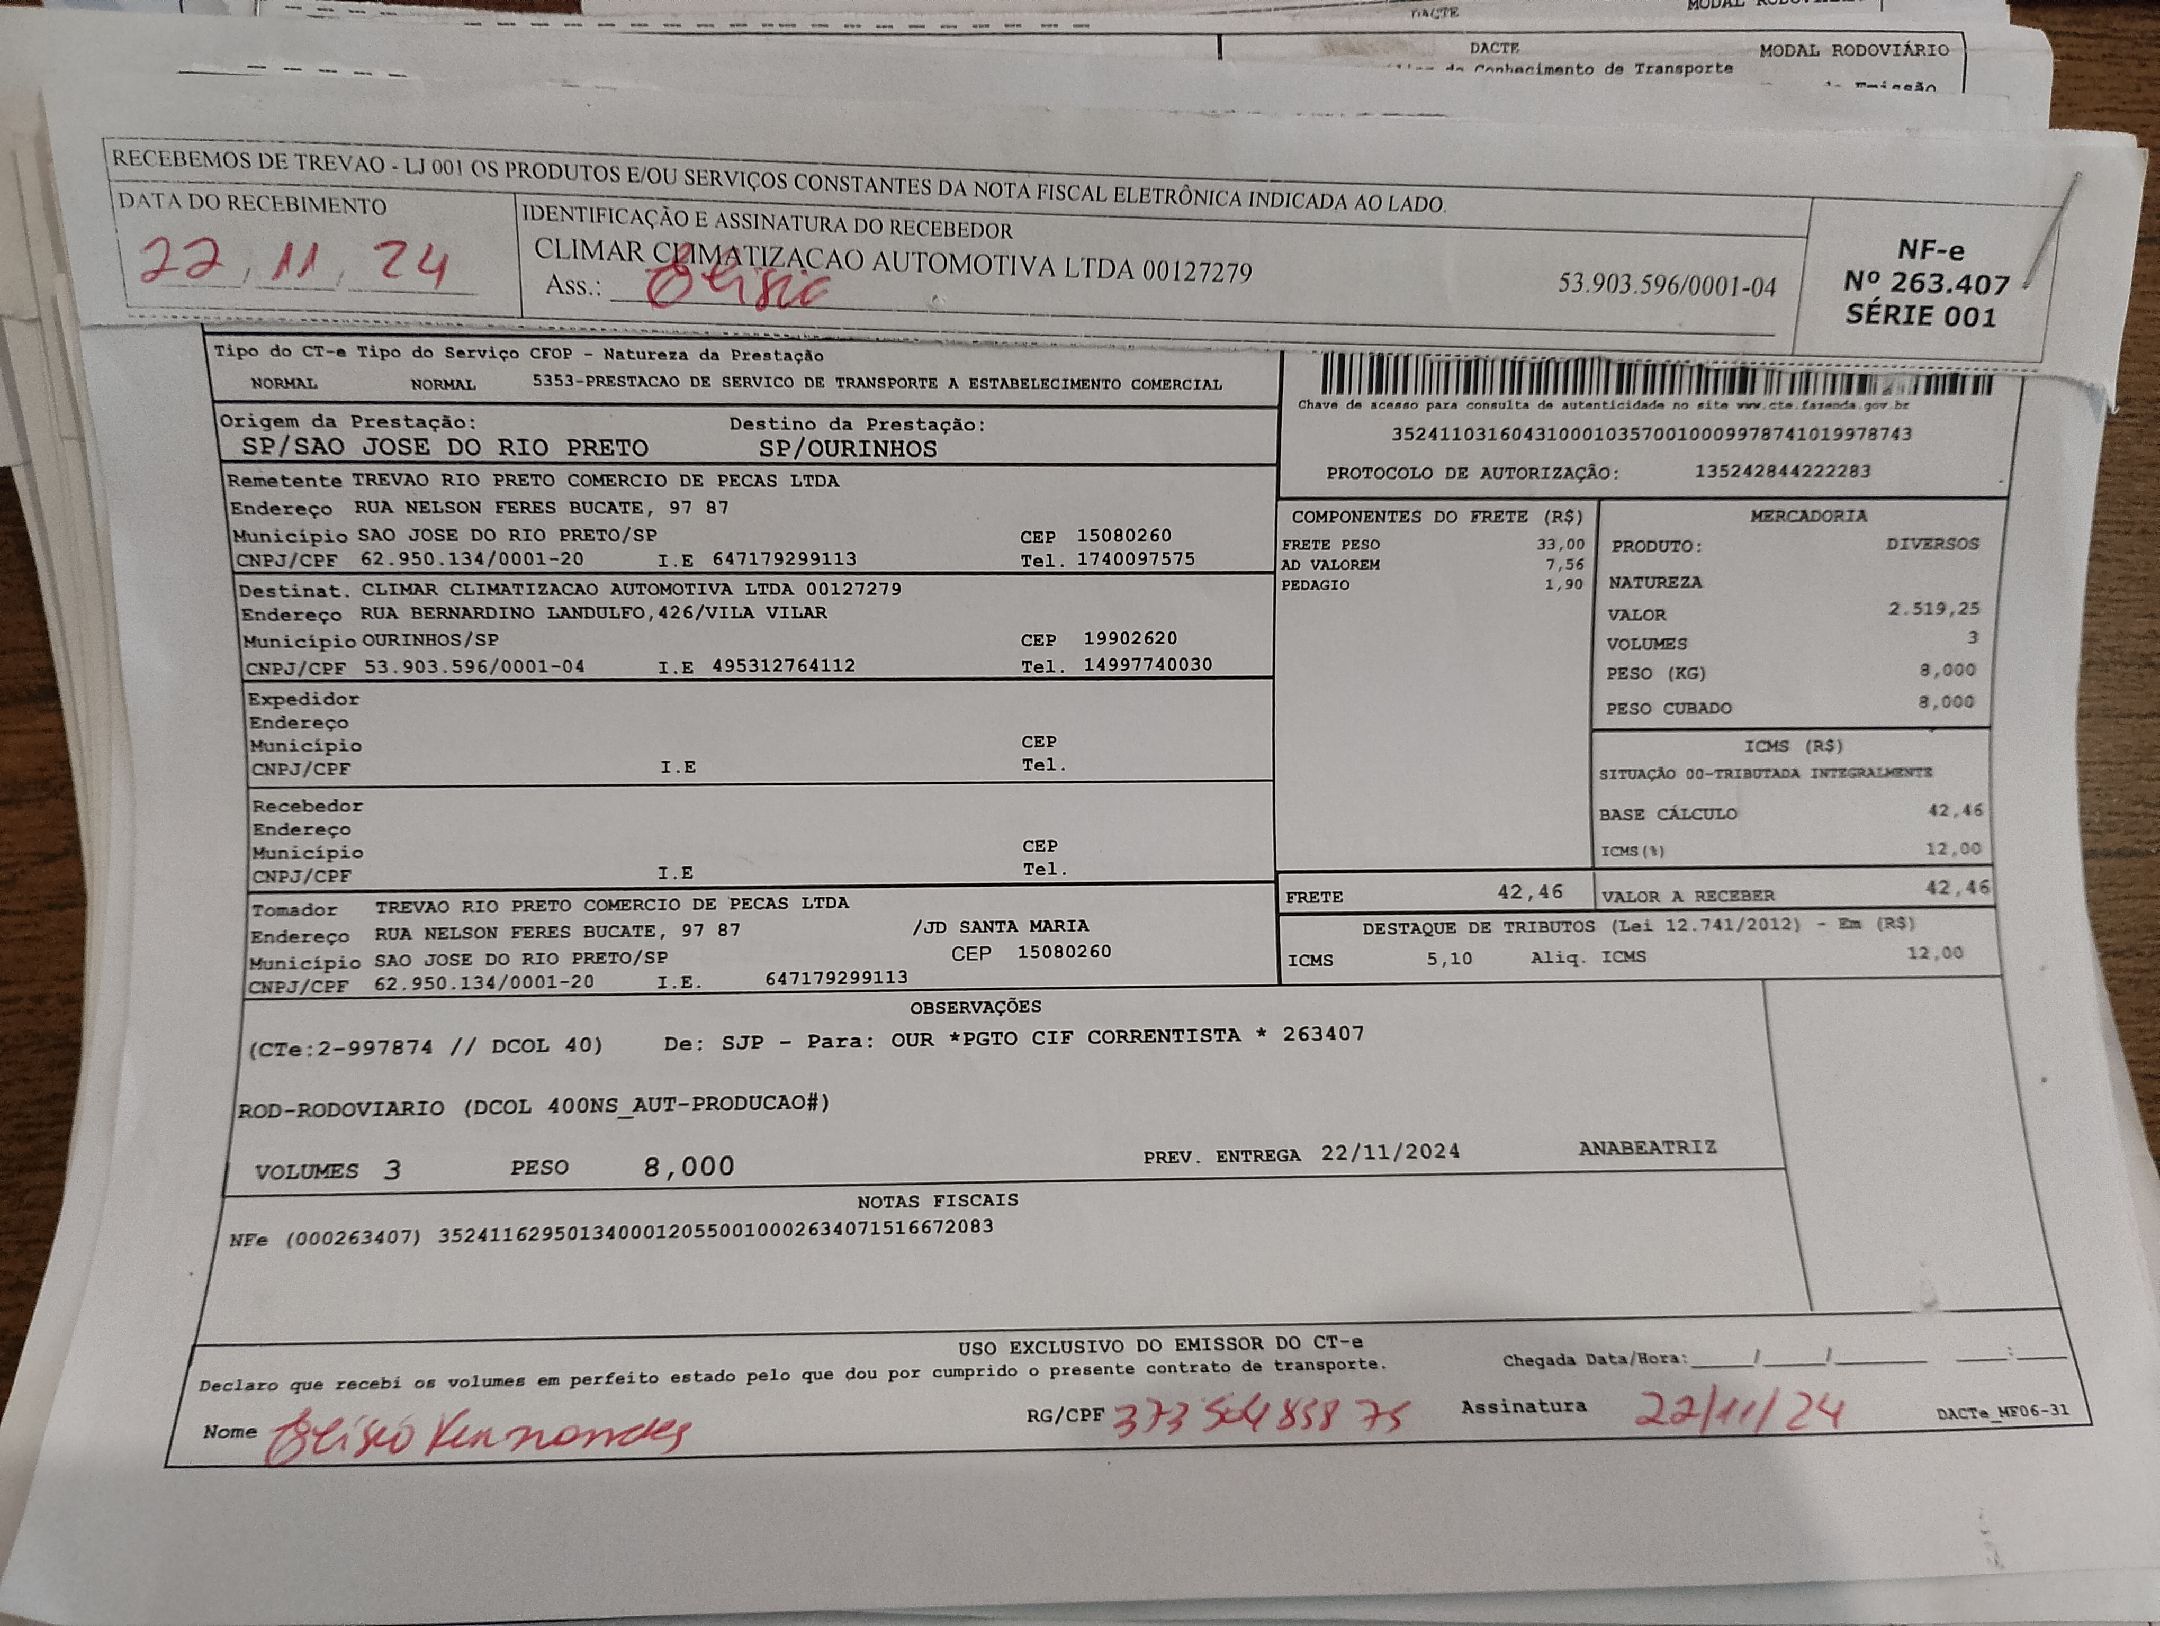 DACTE
MODAL RODOVIÁRIO
DACTE
Conhecimento de Transporte
RECEBEMOS DE TREVAO - LJ 001 OS PRODUTOS E/OU SERVIÇOS CONSTANTES DA NOTA FISCAL ELETRÔNICA INDICADA AO LADO.
DATA DO RECEBIMENTO
22, 11, 24
IDENTIFICAÇÃO E ASSINATURA DO RECEBEDOR
CLIMAR CLIMATIZACAO AUTOMOTIVA LTDA 00127279
Ass.:
53.903.596/0001-04
NF-e
Nº 263.407
SÉRIE 001
Tipo do CT-e Tipo do Serviço CFOP - Natureza da Prestação
NORMAL NORMAL 5353-PRESTACAO DE SERVICO DE TRANSPORTE A ESTABELECIMENTO COMERCIAL
Chave de acesso para consulta de autenticidade no site www.cte.fazenda.gov.br
35241103160431000103570010009978741019978743
PROTOCOLO DE AUTORIZAÇÃO: 135242844222283
Origem da Prestação: Destino da Prestação:
SP/SAO JOSE DO RIO PRETO SP/OURINHOS
Remetente TREVAO RIO PRETO COMERCIO DE PECAS LTDA
Endereço RUA NELSON FERES BUCATE, 97 87
Município SAO JOSE DO RIO PRETO/SP CEP 15080260
CNPJ/CPF 62.950.134/0001-20 I.E 647179299113 Tel. 1740097575
Destinat. CLIMAR CLIMATIZACAO AUTOMOTIVA LTDA 00127279
Endereço RUA BERNARDINO LANDULFO,426/VILA VILAR
Município OURINHOS/SP CEP 19902620
CNPJ/CPF 53.903.596/0001-04 I.E 495312764112 Tel. 14997740030
Expedidor
Endereço
Município CEP
CNPJ/CPF I.E Tel.
Recebedor
Endereço
Município CEP
CNPJ/CPF I.E Tel.
Tomador TREVAO RIO PRETO COMERCIO DE PECAS LTDA
Endereço RUA NELSON FERES BUCATE, 97 87 /JD SANTA MARIA
Município SAO JOSE DO RIO PRETO/SP CEP 15080260
CNPJ/CPF 62.950.134/0001-20 I.E. 647179299113
COMPONENTES DO FRETE (R$)
FRETE PESO 33,00
AD VALOREM 7,56
PEDAGIO 1,90
MERCADORIA
PRODUTO: DIVERSOS
NATUREZA
VALOR 2.519,25
VOLUMES 3
PESO (KG) 8,000
PESO CUBADO 8,000
ICMS (R$)
SITUAÇÃO 00-TRIBUTADA INTEGRALMENTE
BASE CÁLCULO 42,46
ICMS(%) 12,00
FRETE 42,46 VALOR A RECEBER 42,46
DESTAQUE DE TRIBUTOS (Lei 12.741/2012) - Em (R$)
ICMS 5,10 Aliq. ICMS 12,00
OBSERVAÇÕES
(CTe:2-997874 // DCOL 40) De: SJP - Para: OUR *PGTO CIF CORRENTISTA * 263407
ROD-RODOVIARIO (DCOL 400NS_AUT-PRODUCAO#)
VOLUMES 3 PESO 8,000 PREV. ENTREGA 22/11/2024 ANABEATRIZ
NOTAS FISCAIS
NFe (000263407) 35241162950134000120550010002634071516672083
USO EXCLUSIVO DO EMISSOR DO CT-e
Declaro que recebi os volumes em perfeito estado pelo que dou por cumprido o presente contrato de transporte.
Chegada Data/Hora:____/____/______ ____:____
Nome
RG/CPF
Assinatura 22/11/24
DACTe_MF06-31